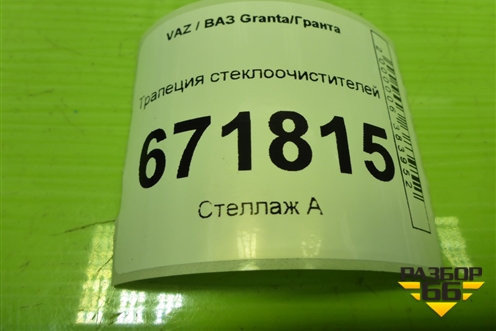 VAZ / ВАЗ Granta/Гранта
Трапеция стеклоочистителей
671815
Стеллаж А
РАЗБОР
66